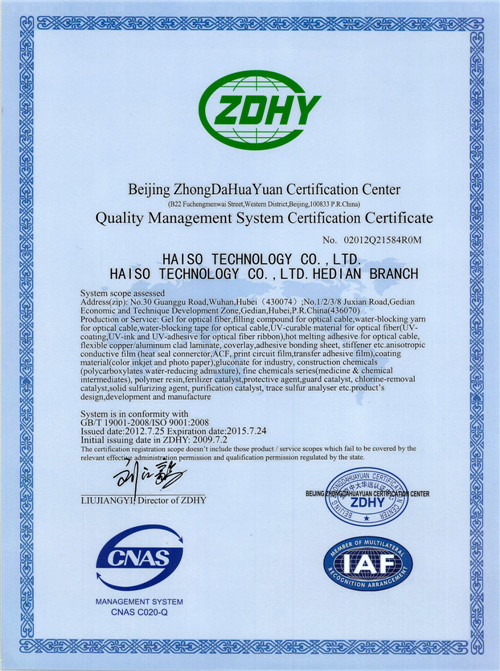 ZDHY
Beijing ZhongDaHuaYuan Certification Center
(B22 Fuchengmenwai Street,Western District,Beijing,100833 P.R.China)
Quality Management System Certification Certificate
No. 02012Q21584R0M
HAISO TECHNOLOGY CO.,LTD.
HAISO TECHNOLOGY CO.,LTD.HEDIAN BRANCH
System scope assessed
Address(zip): No.30 Guanggu Road,Wuhan,Hubei（430074）;No.1/2/3/8 Juxian Road,Gedian
Economic and Technique Development Zone,Gedian,Hubei,P.R.China(436070)
Production or Service: Gel for optical fiber,filling compound for optical cable,water-blocking yarn
for optical cable,water-blocking tape for optical cable,UV-curable material for optical fiber(UV-
coating,UV-ink and UV-adhesive for optical fiber ribbon),hot melting adhesive for optical cable,
flexible copper/aluminum clad laminate, coverlay,adhesive bonding sheet, stiffener etc.anisotropic
conductive film (heat seal connector,ACF, print circuit film,transfer adhesive film),coating
material(color inkjet and photo paper),gluconate for industry, construction chemicals
(polycarboxylates water-reducing admixture), fine chemicals series(medicine & chemical
intermediates), polymer resin,ferilizer catalyst,protective agent,guard catalyst, chlorine-removal
catalyst,solid sulfurizing agent, purification catalyst, trace sulfur analyser etc.product's
design,development and manufacture
System is in conformity with
GB/T 19001-2008/ISO 9001:2008
Issued date:2012.7.25 Expiration date:2015.7.24
Initial issuing date in ZDHY: 2009.7.2
The certification registration scope doesn't include those product / service scopes which fail to be covered by the
relevant effective administration permission and qualification permission regulated by the state.
LIUJIANGYI, Director of ZDHY
BEIJING ZHONGDAHUAYUAN CERTIFICATION CENTER
ZDHY
CNAS
MANAGEMENT SYSTEM
CNAS C020-Q
MEMBER OF MULTILATERAL
IAF
RECOGNITION ARRANGEMENT